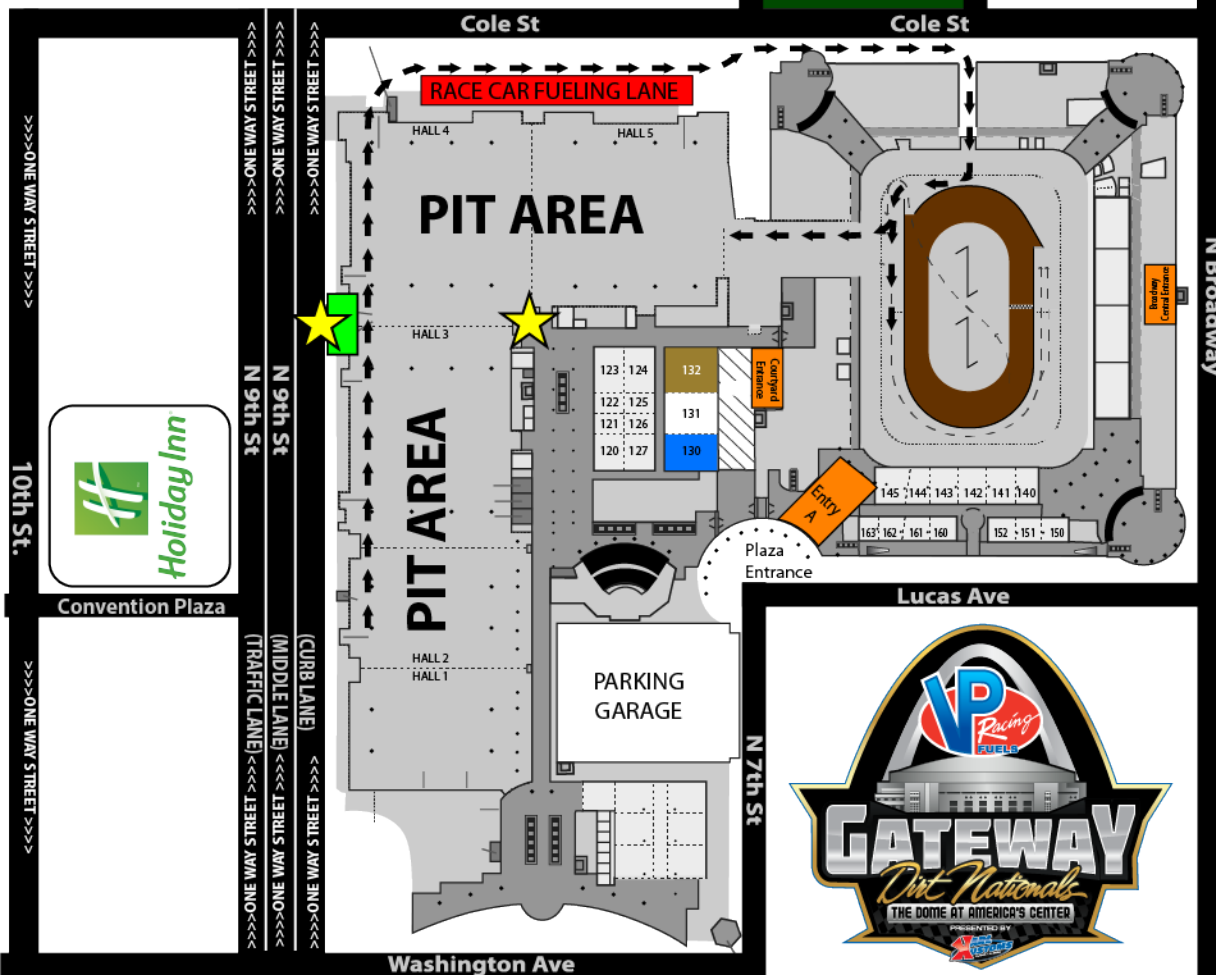 Cole St
Cole St
<<<<ONE WAY STREET<<<<
<<<<ONE WAY STREET<<<<
<<<<ONE WAY STREET <<<<
>>>>ONE WAY STREET >>>>
RACE CAR FUELING LANE
HALL 4
HALL 5
PIT AREA
HALL 3
N Broadway
Broadway
Central Entrance
N 9th St
N 9th St
10th St.
Holiday Inn
PIT AREA
123
124
122
125
121
126
120
127
132
131
130
Courtyard
Entrance
Entry
A
145
144
143
142
141
140
163
162
161
160
152
151
150
Plaza
Entrance
Convention Plaza
Lucas Ave
(TRAFFIC LANE)
(MIDDLE LANE)
(CURB LANE)
HALL 2
HALL 1
PARKING
GARAGE
N 7th St
>>>>ONE WAY STREET >>>>
<<<<ONE WAY STREET <<<<
<<<<ONE WAY STREET <<<<
<<<<ONE WAY STREET <<<<
VP
Racing
FUELS
GATEWAY
Dirt Nationals
THE DOME AT AMERICA'S CENTER
PRESENTED BY
Washington Ave